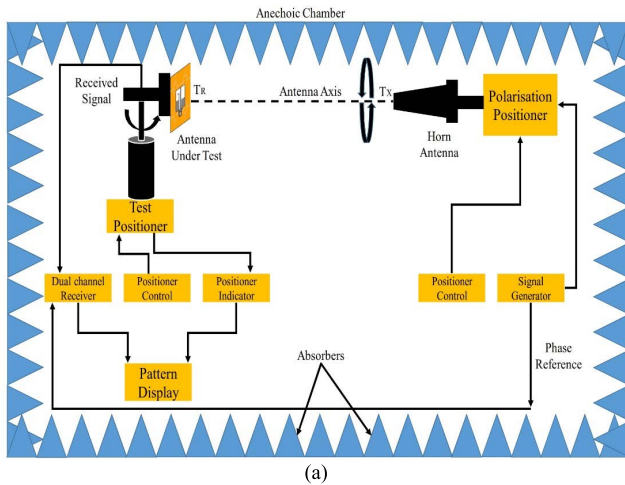 Anechoic Chamber
Received
Signal
TR
Antenna Axis
TX
Polarisation
Positioner
Antenna
Under Test
Horn
Antenna
Test
Positioner
Dual channel
Receiver
Positioner
Control
Positioner
Indicator
Positioner
Control
Signal
Generator
Phase
Reference
Pattern
Display
Absorbers
(a)